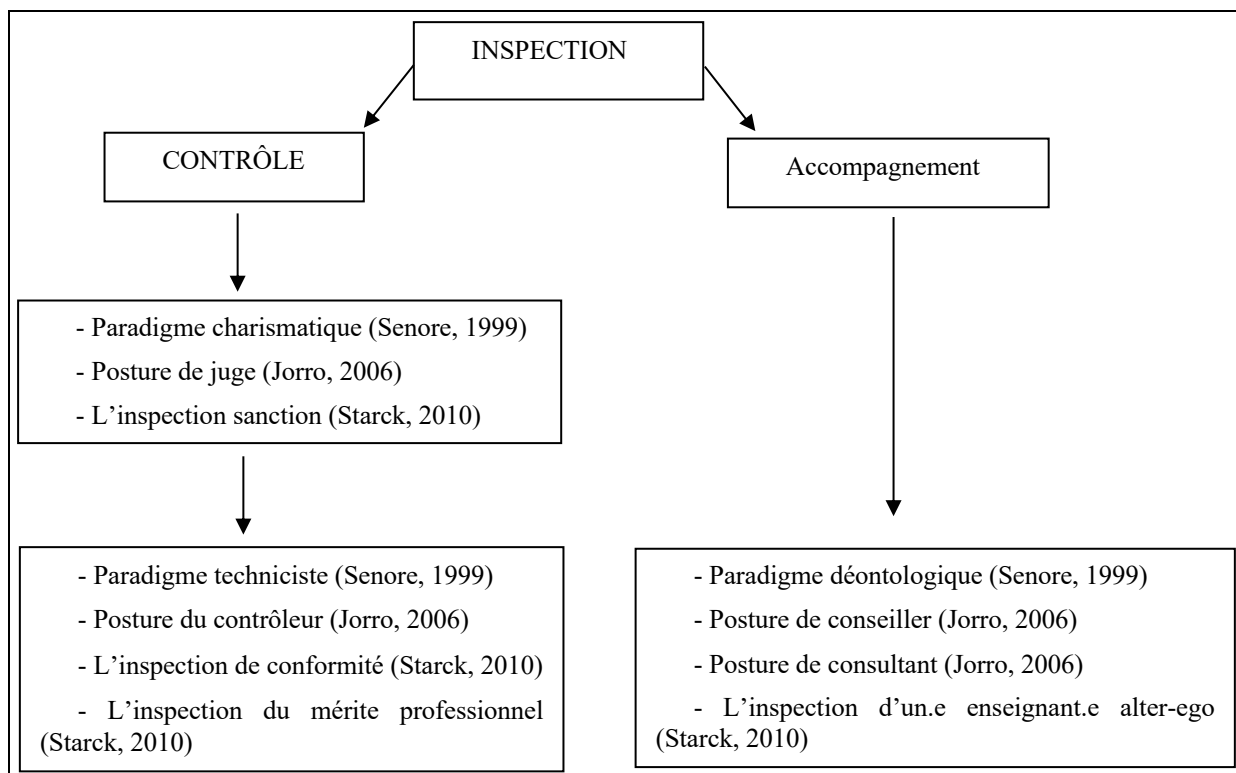 INSPECTION
CONTRÔLE
Accompagnement
- Paradigme charismatique (Senore, 1999)
- Posture de juge (Jorro, 2006)
- L’inspection sanction (Starck, 2010)
- Paradigme techniciste (Senore, 1999)
- Posture du contrôleur (Jorro, 2006)
- L’inspection de conformité (Starck, 2010)
- L’inspection du mérite professionnel
(Starck, 2010)
- Paradigme déontologique (Senore, 1999)
- Posture de conseiller (Jorro, 2006)
- Posture de consultant (Jorro, 2006)
- L’inspection d’un.e enseignant.e alter-ego
(Starck, 2010)